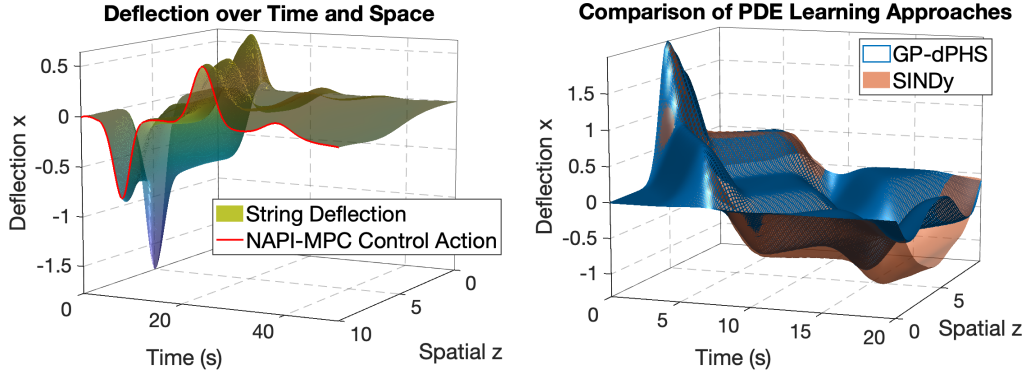 Deflection over Time and Space
Deflection x
0.5
0
-0.5
-1
-1.5
0
20
40
Time (s)
10
5
0
Spatial z
String Deflection
NAPI-MPC Control Action
Comparison of PDE Learning Approaches
Deflection x
1.5
1
0.5
0
-0.5
-1
0
5
10
15
20
Time (s)
0
5
Spatial z
GP-dPHS
SINDy